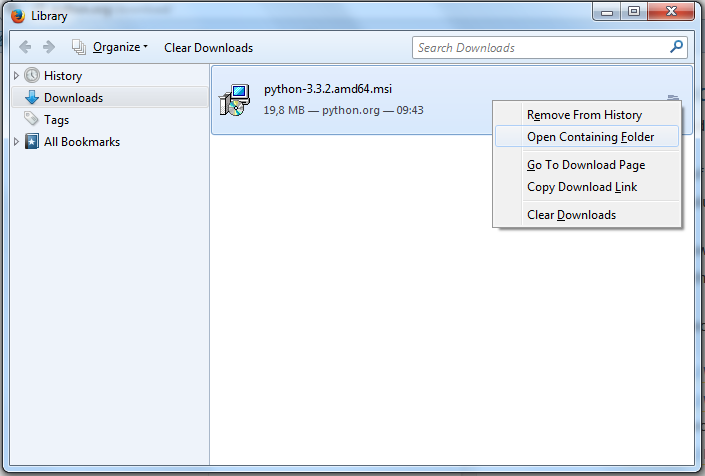 Library
Organize
Clear Downloads
Search Downloads
History
Downloads
Tags
All Bookmarks
python-3.3.2.amd64.msi
19,8 MB — python.org — 09:43
Remove From History
Open Containing Folder
Go To Download Page
Copy Download Link
Clear Downloads